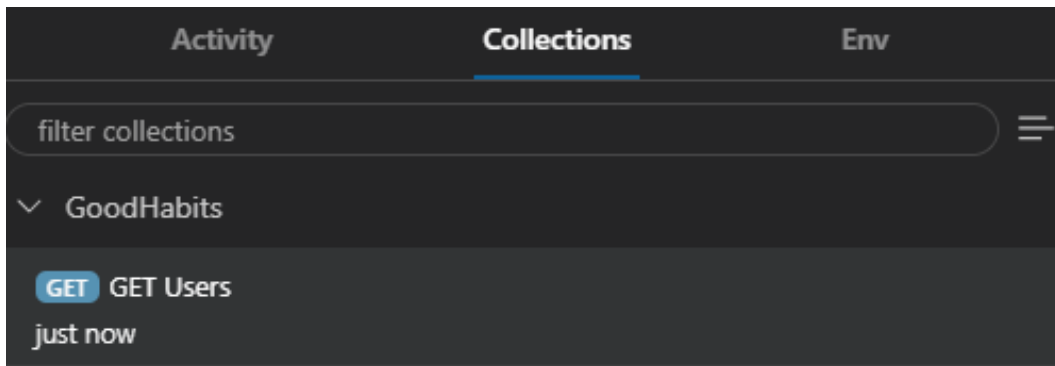 Activity Collections Env
filter collections
GoodHabits
GET GET Users
just now